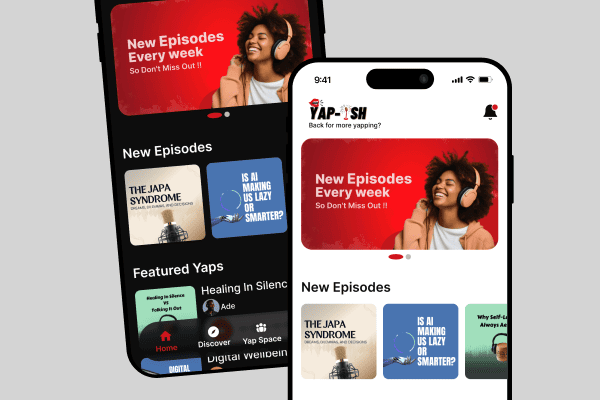 New Episodes
Every week
So Don't Miss Out !!
New Episodes
THE JAPA
SYNDROME
DREAMS, DILEMMAS, AND DECISIONS
IS AI
MAKING
US LAZY
OR
SMARTER?
Featured Yaps
Healing In Silence
VS
Talking It Out
Healing In Silenc
Ade
Home
Discover
Yap Space
DIGITAL
Digital Wellbein
9:41
YAP-ISH
Back for more yapping?
New Episodes
Every week
So Don't Miss Out !!
New Episodes
THE JAPA
SYNDROME
DREAMS, DILEMMAS, AND DECISIONS
IS AI
MAKING
US LAZY
OR
SMARTER?
Why Self-L
Always Ae